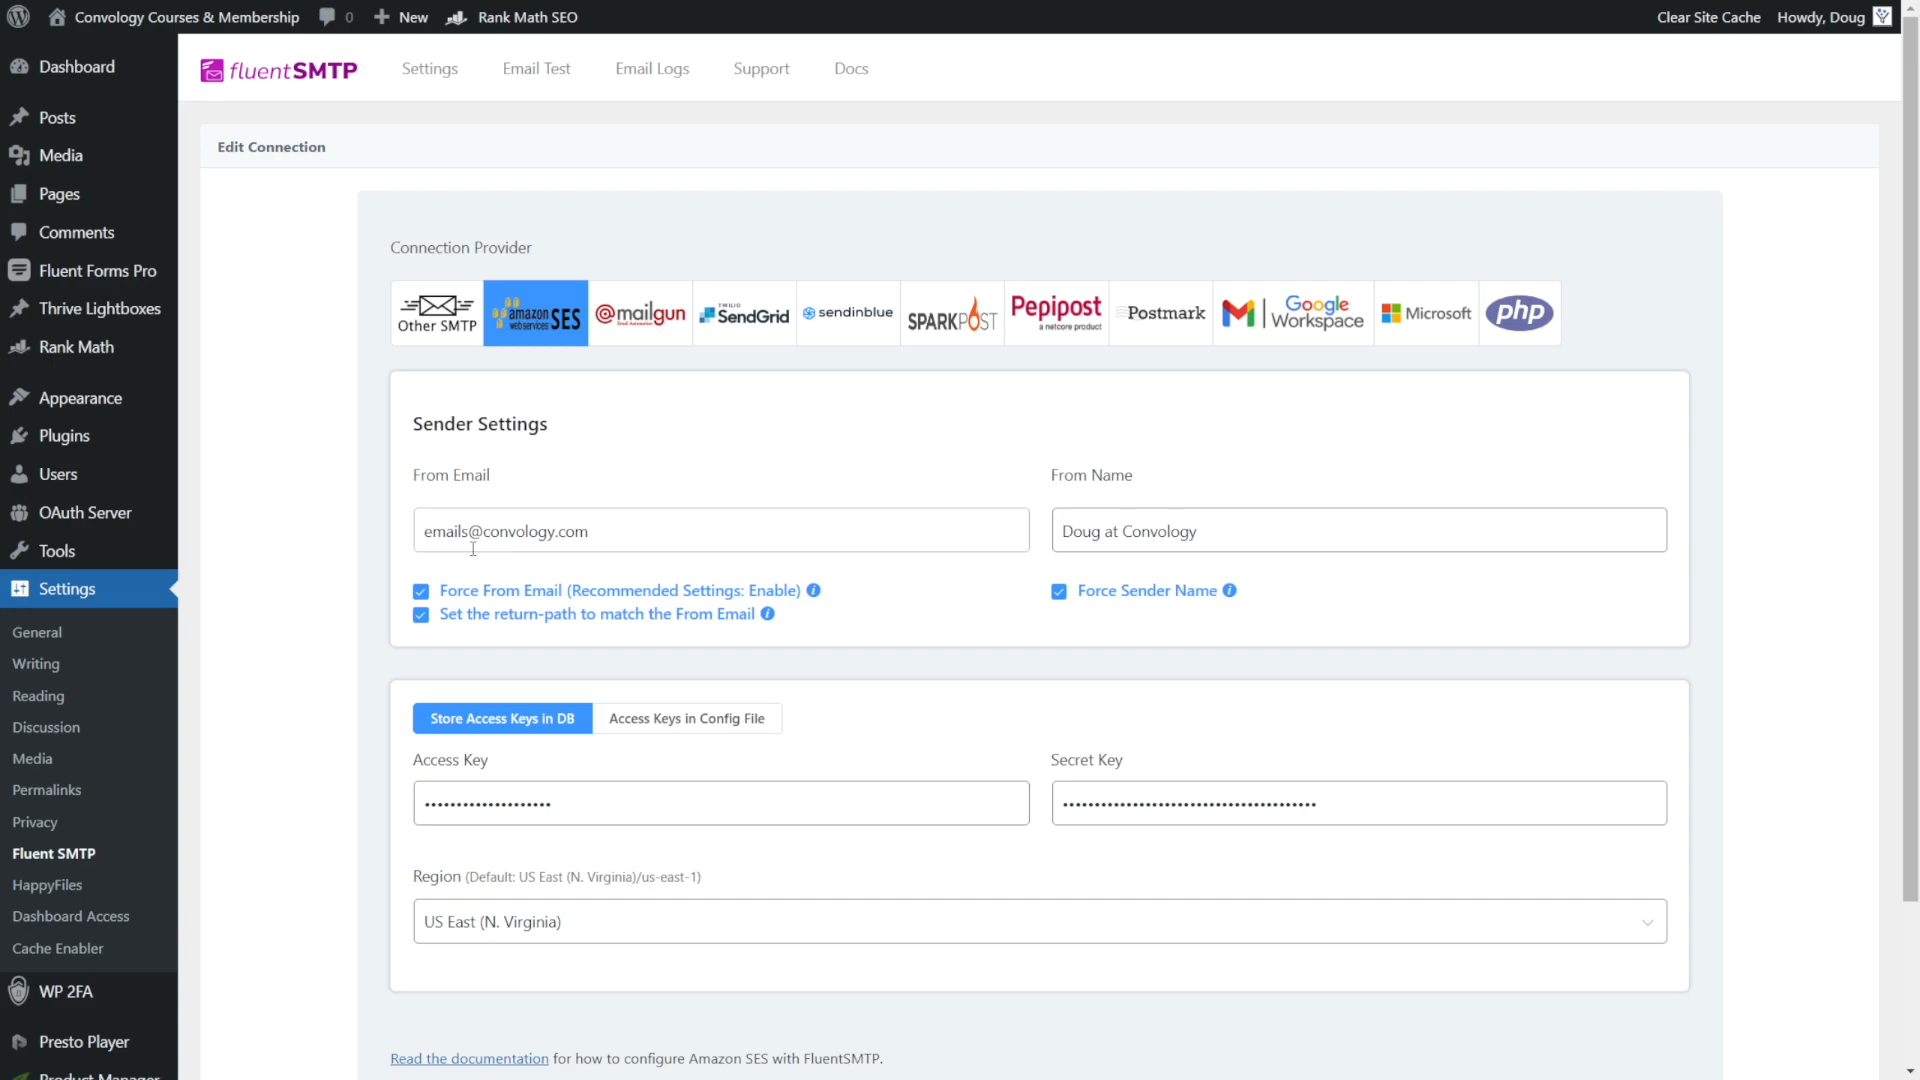 Convology Courses & Membership 0 New Rank Math SEO Clear Site Cache Howdy, Doug
Dashboard
Posts
Media
Pages
Comments
Fluent Forms Pro
Thrive Lightboxes
Rank Math
Appearance
Plugins
Users
OAuth Server
Tools
Settings
General
Writing
Reading
Discussion
Media
Permalinks
Privacy
Fluent SMTP
HappyFiles
Dashboard Access
Cache Enabler
WP 2FA
Presto Player
Product Manager
fluentSMTP Settings Email Test Email Logs Support Docs
Edit Connection
Connection Provider
Other SMTP
amazon
web services SES
@mailgun
Email Automation
TWILIO
SendGrid
sendinblue
SPARKPOST
Pepipost
a netcore product
Postmark
Google
Workspace
Microsoft
php
Sender Settings
From Email From Name
emails@convology.com Doug at Convology
Force From Email (Recommended Settings: Enable) Force Sender Name
Set the return-path to match the From Email
Store Access Keys in DB Access Keys in Config File
Access Key Secret Key
•••••••••••••••••••• ••••••••••••••••••••••••••••••••••••••••
Region (Default: US East (N. Virginia)/us-east-1)
US East (N. Virginia)
Read the documentation for how to configure Amazon SES with FluentSMTP.